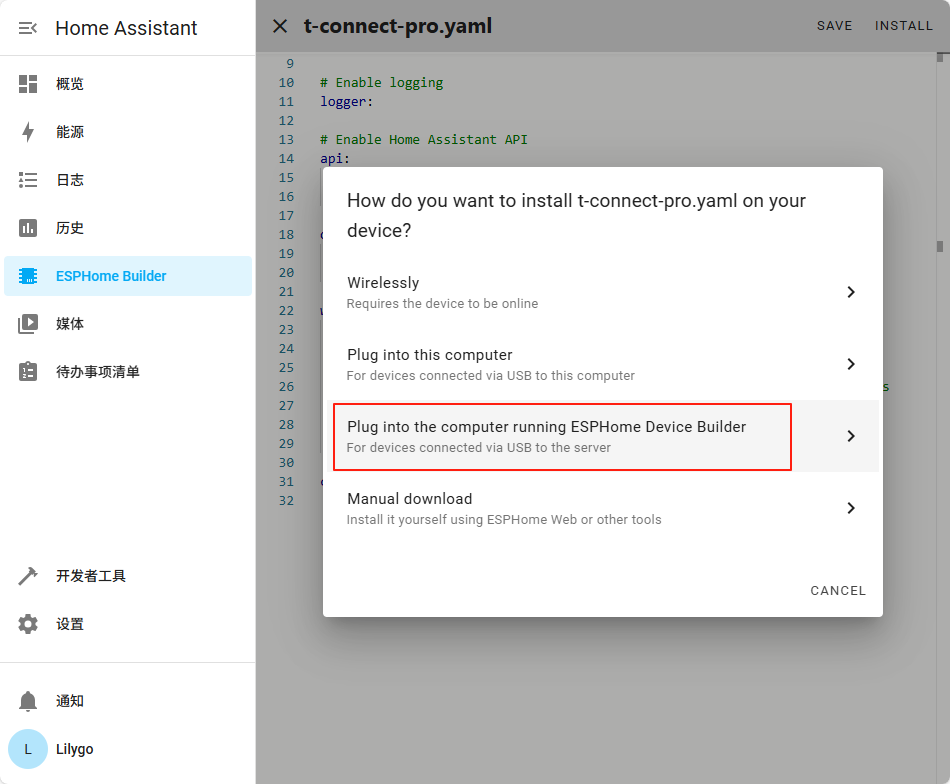 Home Assistant
概览
能源
日志
历史
ESPHome Builder
媒体
待办事项清单
开发者工具
设置
通知
L
Lilygo
t-connect-pro.yaml
SAVE
INSTALL
9
10 # Enable logging
11 logger:
12
13 # Enable Home Assistant API
14 api:
15
16
17
18
19
20
21
22
23
24
25
26 s
27
28
29
30
31
32
How do you want to install t-connect-pro.yaml on your
device?
Wirelessly
Requires the device to be online
Plug into this computer
For devices connected via USB to this computer
Plug into the computer running ESPHome Device Builder
For devices connected via USB to the server
Manual download
Install it yourself using ESPHome Web or other tools
CANCEL